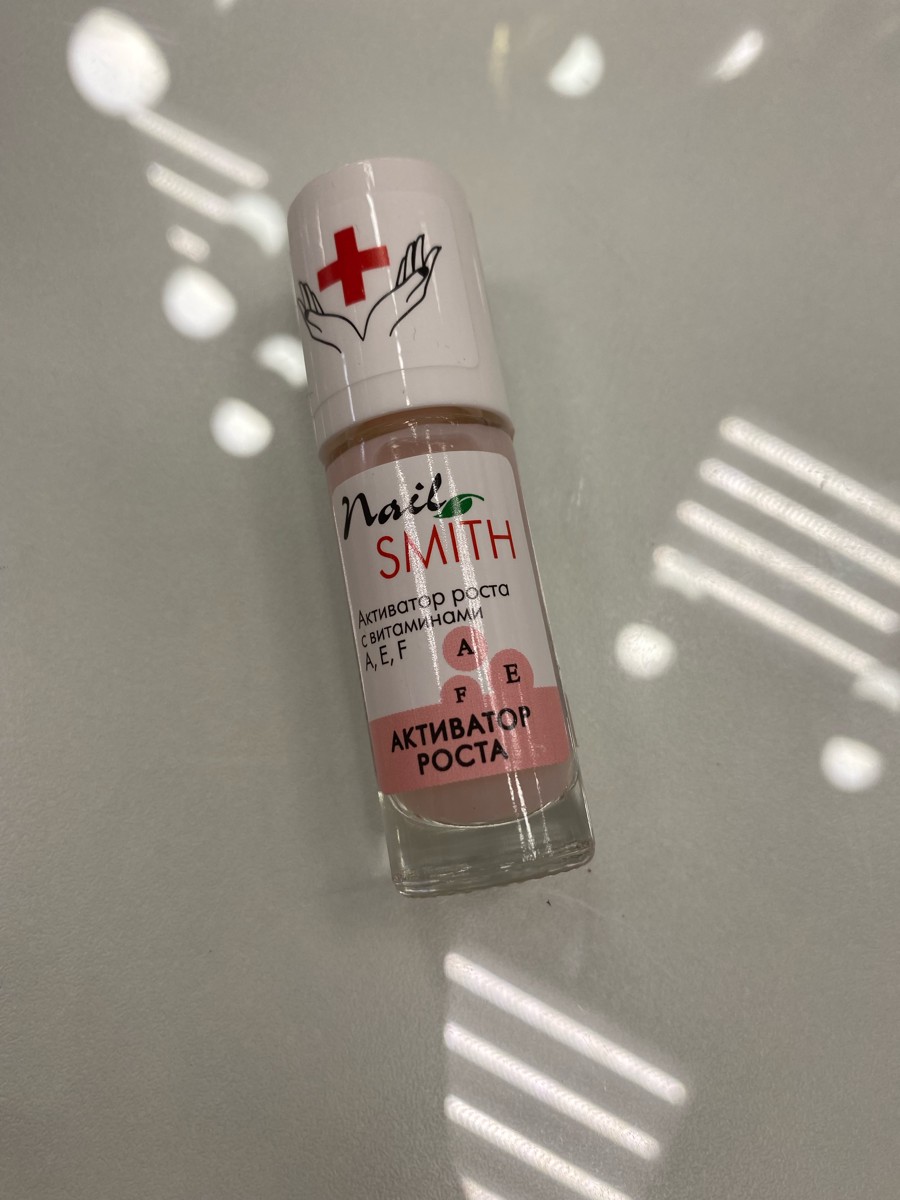 Nail
SMITH
Активатор роста
с витаминами
A, E, F
A
E
F
АКТИВАТОР
РОСТА